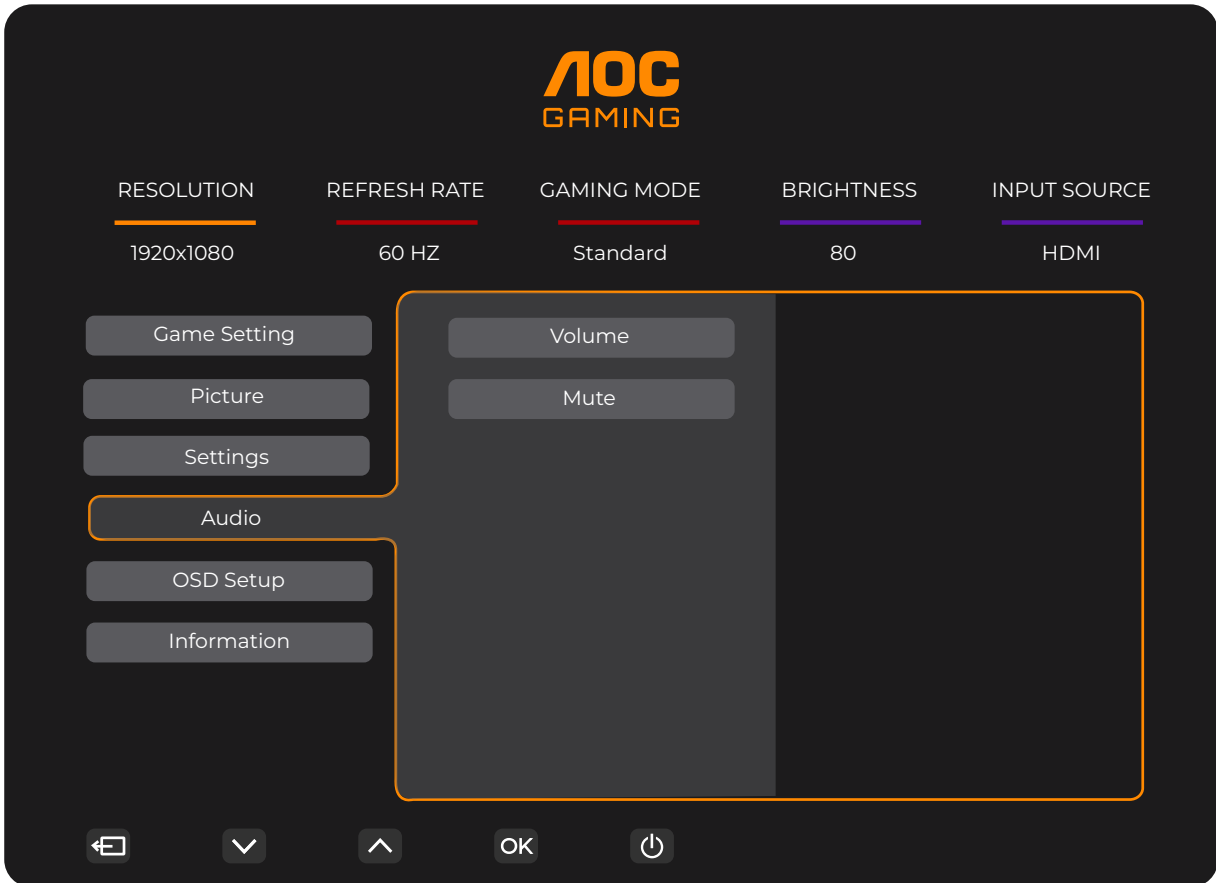 AOC
GAMING
RESOLUTION REFRESH RATE GAMING MODE BRIGHTNESS INPUT SOURCE
1920x1080 60 HZ Standard 80 HDMI
Game Setting Volume
Picture Mute
Settings
Audio
OSD Setup
Information
OK